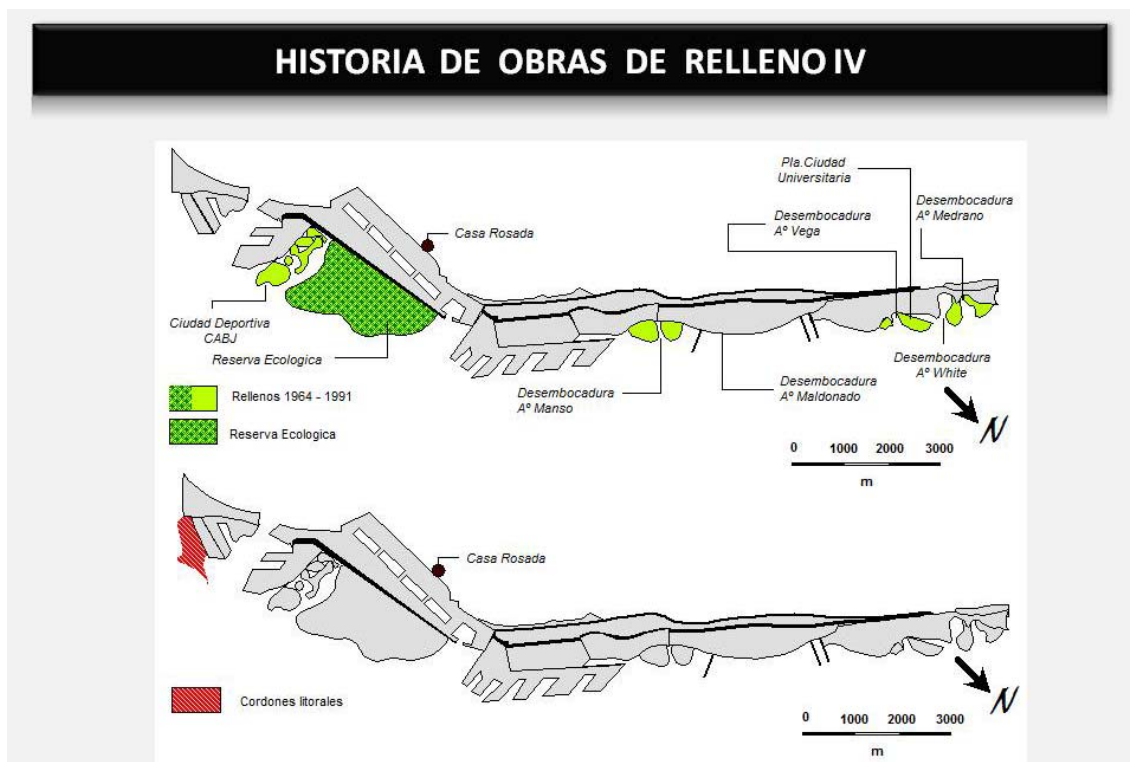 HISTORIA DE OBRAS DE RELLENO IV
Pla.Ciudad
Universitaria
Desembocadura
Aº Medrano
Desembocadura
Aº Vega
Casa Rosada
Ciudad Deportiva
CABJ
Reserva Ecologica
Desembocadura
Aº White
Desembocadura
Aº Maldonado
Desembocadura
Aº Manso
Rellenos 1964 - 1991
Reserva Ecologica
N
0 1000 2000 3000
m
Casa Rosada
Cordones litorales
N
0 1000 2000 3000
m